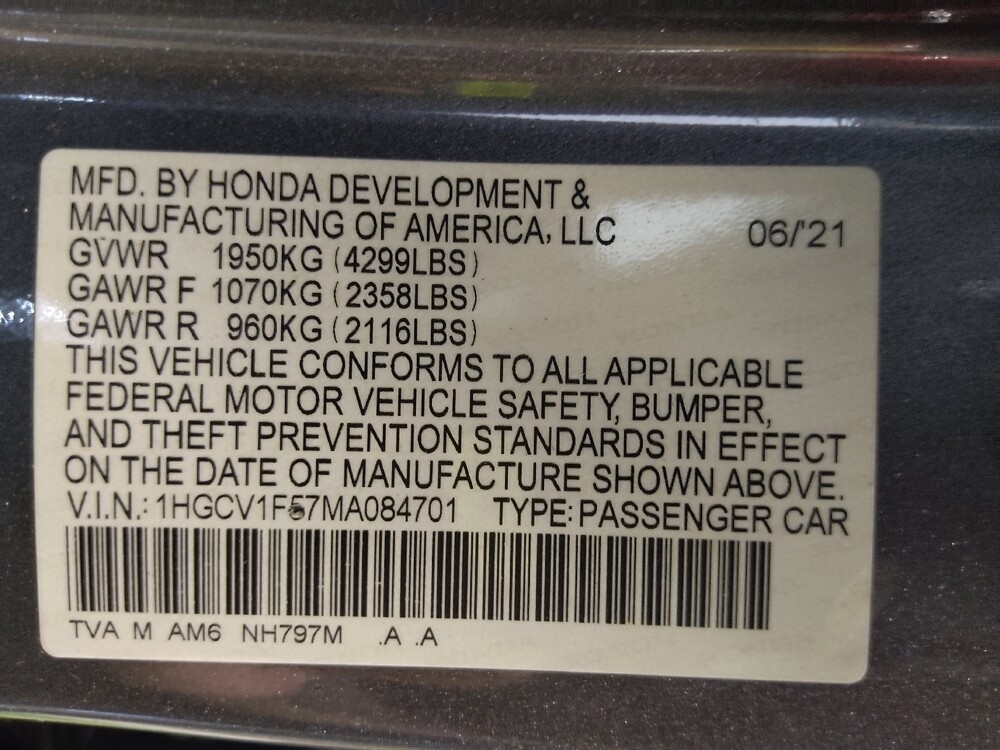 MFD. BY HONDA DEVELOPMENT &
MANUFACTURING OF AMERICA, LLC 06/'21
GVWR 1950KG (4299LBS)
GAWR F 1070KG (2358LBS)
GAWR R 960KG (2116LBS)
THIS VEHICLE CONFORMS TO ALL APPLICABLE
FEDERAL MOTOR VEHICLE SAFETY, BUMPER,
AND THEFT PREVENTION STANDARDS IN EFFECT
ON THE DATE OF MANUFACTURE SHOWN ABOVE.
V.I.N.: 1HGCV1F57MA084701 TYPE: PASSENGER CAR
TVA M AM6 NH797M .A .A